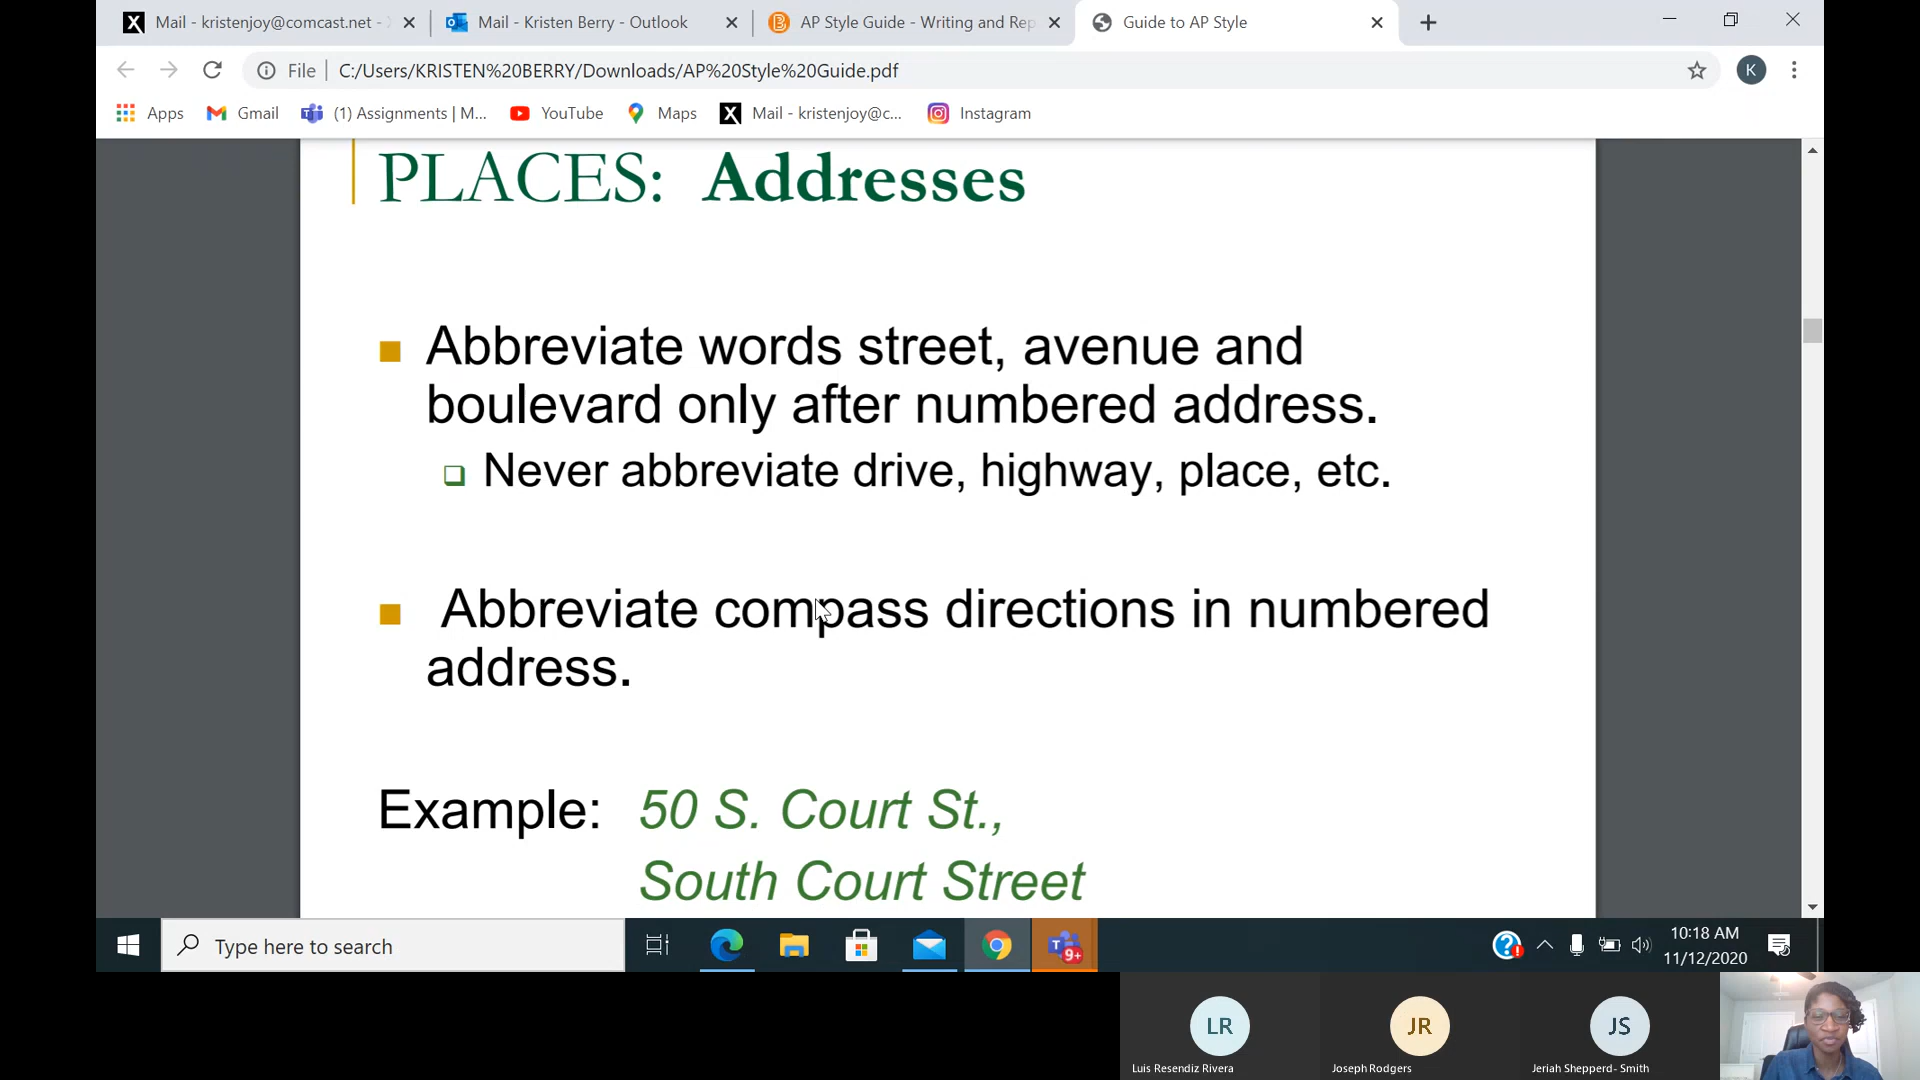 Mail - kristenjoy@comcast.net -
Mail - Kristen Berry - Outlook
AP Style Guide - Writing and Rep
Guide to AP Style
File
C:/Users/KRISTEN%20BERRY/Downloads/AP%20Style%20Guide.pdf
K
Apps
Gmail
(1) Assignments | M...
YouTube
Maps
X
Mail - kristenjoy@c...
Instagram
PLACES: Addresses
Abbreviate words street, avenue and
boulevard only after numbered address.
Never abbreviate drive, highway, place, etc.
Abbreviate compass directions in numbered
address.
Example: 50 S. Court St.,
South Court Street
Type here to search
9+
10:18 AM
11/12/2020
LR
JR
JS
Luis Resendiz Rivera
Joseph Rodgers
Jeriah Shepperd- Smith